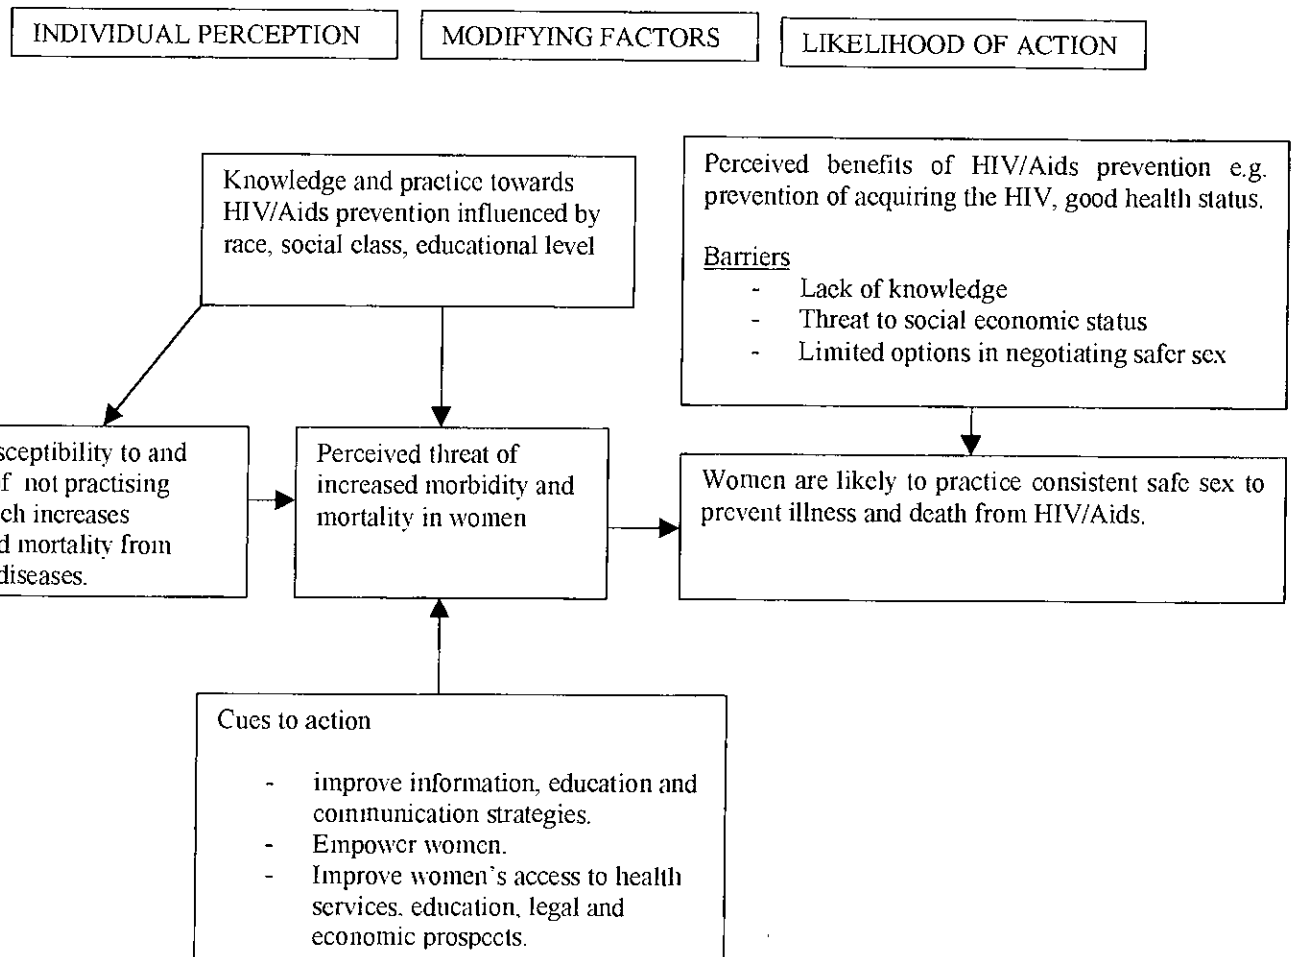 INDIVIDUAL PERCEPTION
MODIFYING FACTORS
LIKELIHOOD OF ACTION
Knowledge and practice towards
HIV/Aids prevention influenced by
race, social class, educational level
Perceived benefits of HIV/Aids prevention e.g.
prevention of acquiring the HIV, good health status.
Barriers
- Lack of knowledge
- Threat to social economic status
- Limited options in negotiating safer sex
to and
not practising
increases
mortality from
diseases.
Perceived threat of
increased morbidity and
mortality in women
Women are likely to practice consistent safe sex to
prevent illness and death from HIV/Aids.
Cues to action
- improve information, education and
communication strategies.
- Empower women.
- Improve women's access to health
services, education, legal and
economic prospects.